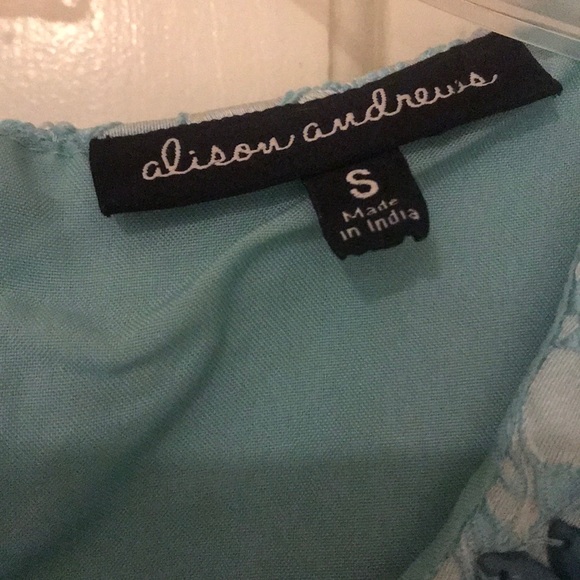 alison andrews
S
Made
in India